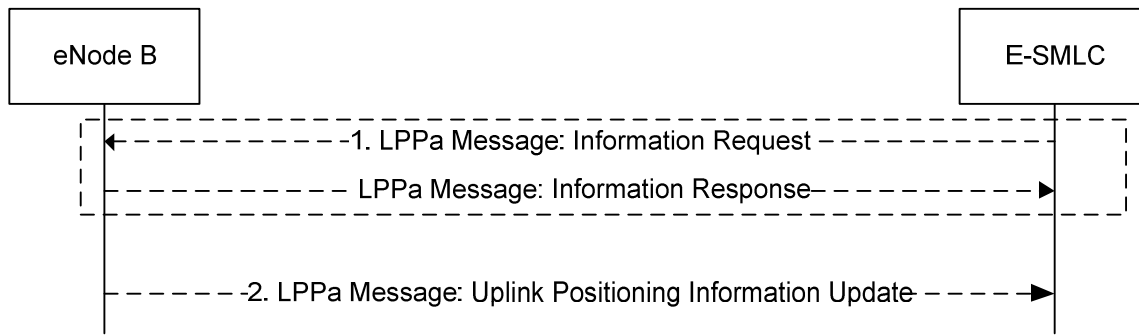 eNode B
E-SMLC
1. LPPa Message: Information Request
LPPa Message: Information Response
2. LPPa Message: Uplink Positioning Information Update